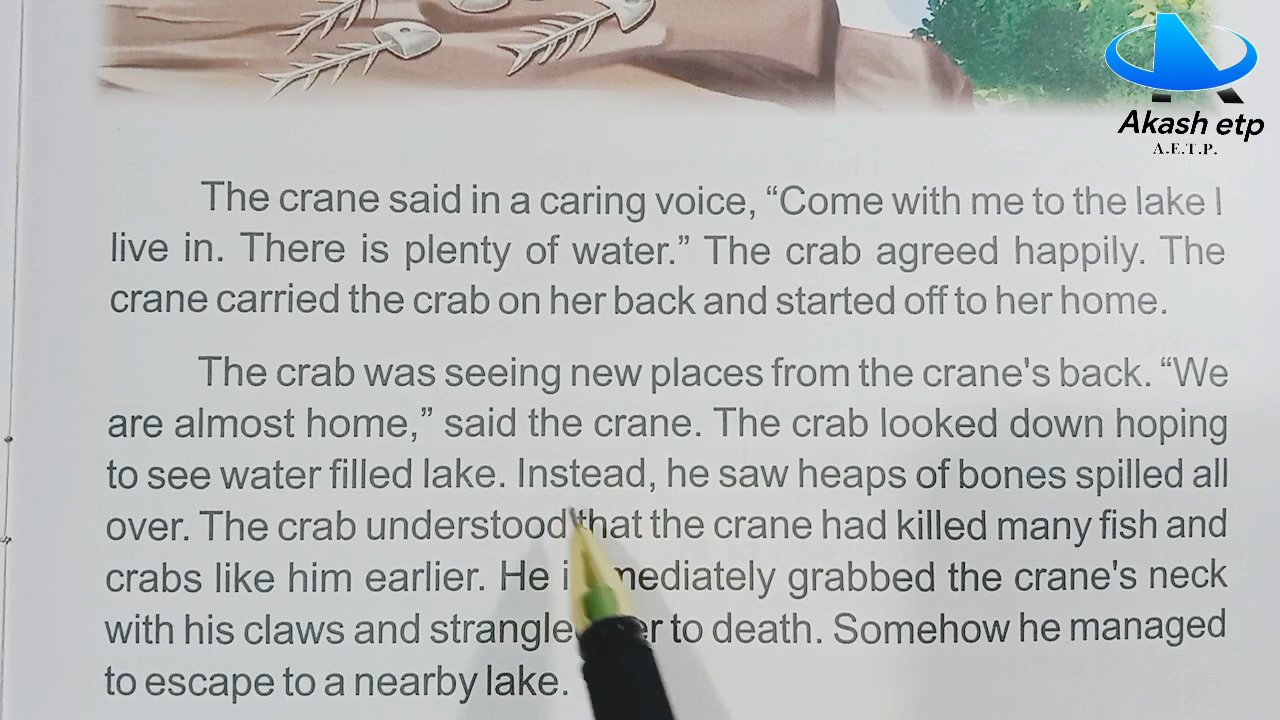 Akash etp
A.E.T.P.
The crane said in a caring voice, “Come with me to the lake I
live in. There is plenty of water.” The crab agreed happily. The
crane carried the crab on her back and started off to her home.
The crab was seeing new places from the crane's back. “We
are almost home,” said the crane. The crab looked down hoping
to see water filled lake. Instead, he saw heaps of bones spilled all
over. The crab understood that the crane had killed many fish and
crabs like him earlier. He immediately grabbed the crane's neck
with his claws and to death. Somehow he managed
to escape to a nearby lake.